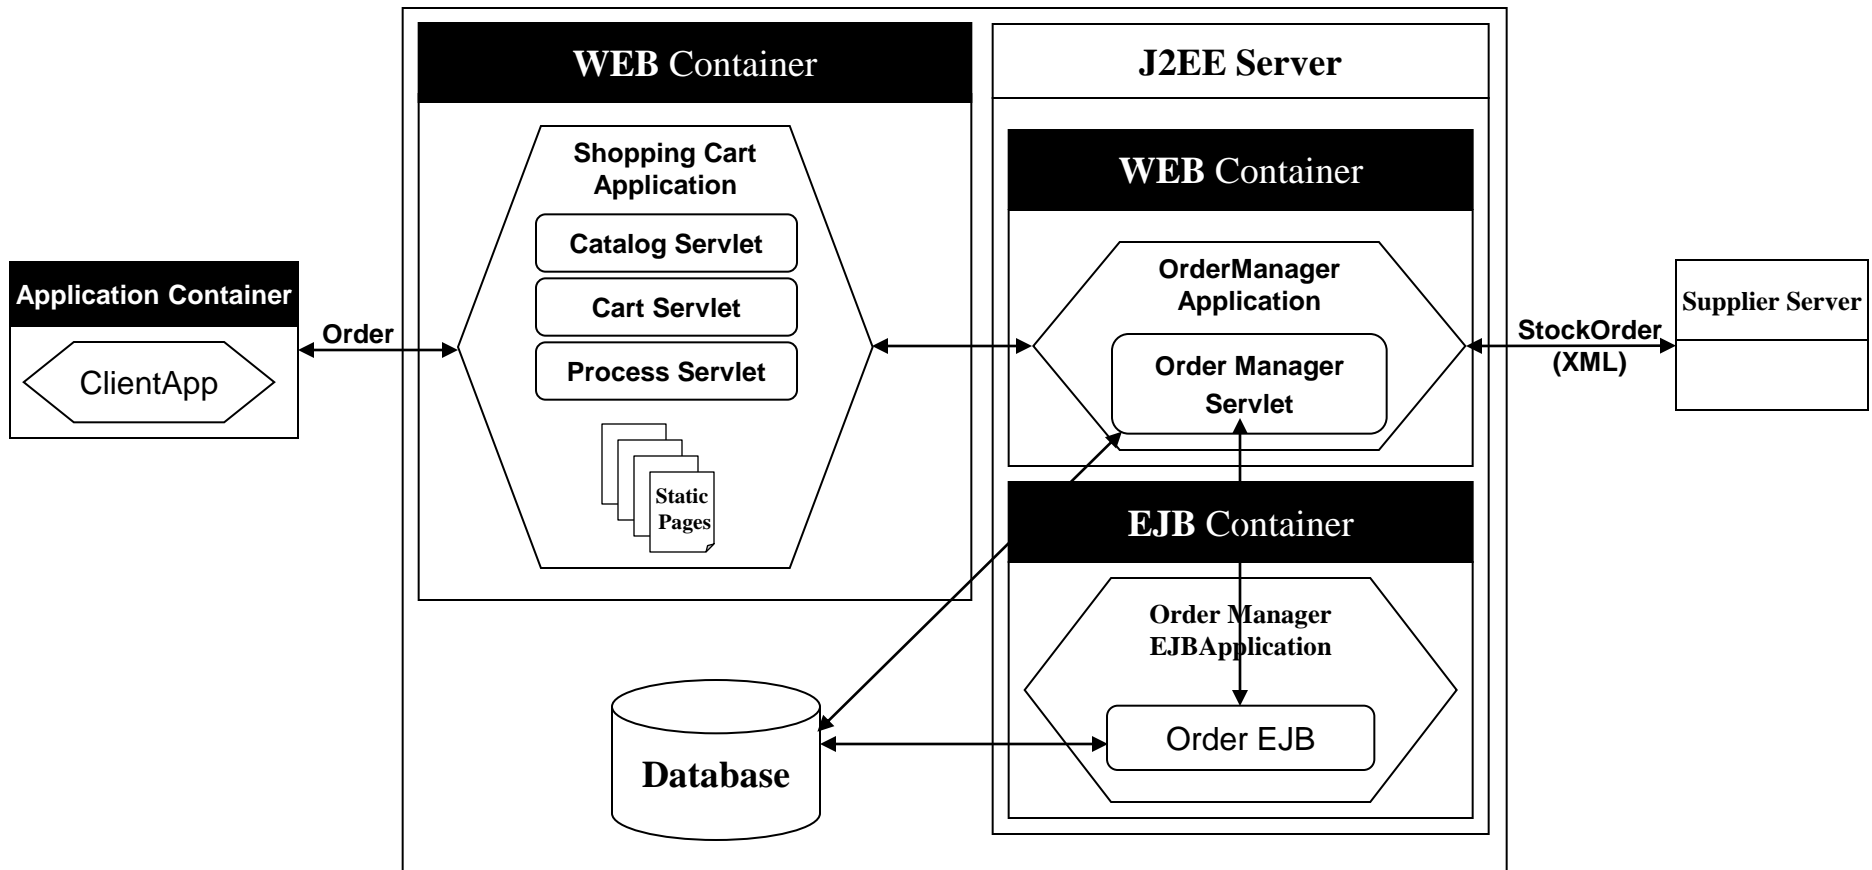 WEB Container
J2EE Server
Shopping Cart
Application
Catalog Servlet
Cart Servlet
Process Servlet
Static
Pages
WEB Container
OrderManager
Application
Order Manager
Servlet
Application Container
ClientApp
Order
StockOrder
(XML)
Supplier Server
EJB Container
Order Manager
EJBApplication
Order EJB
Database